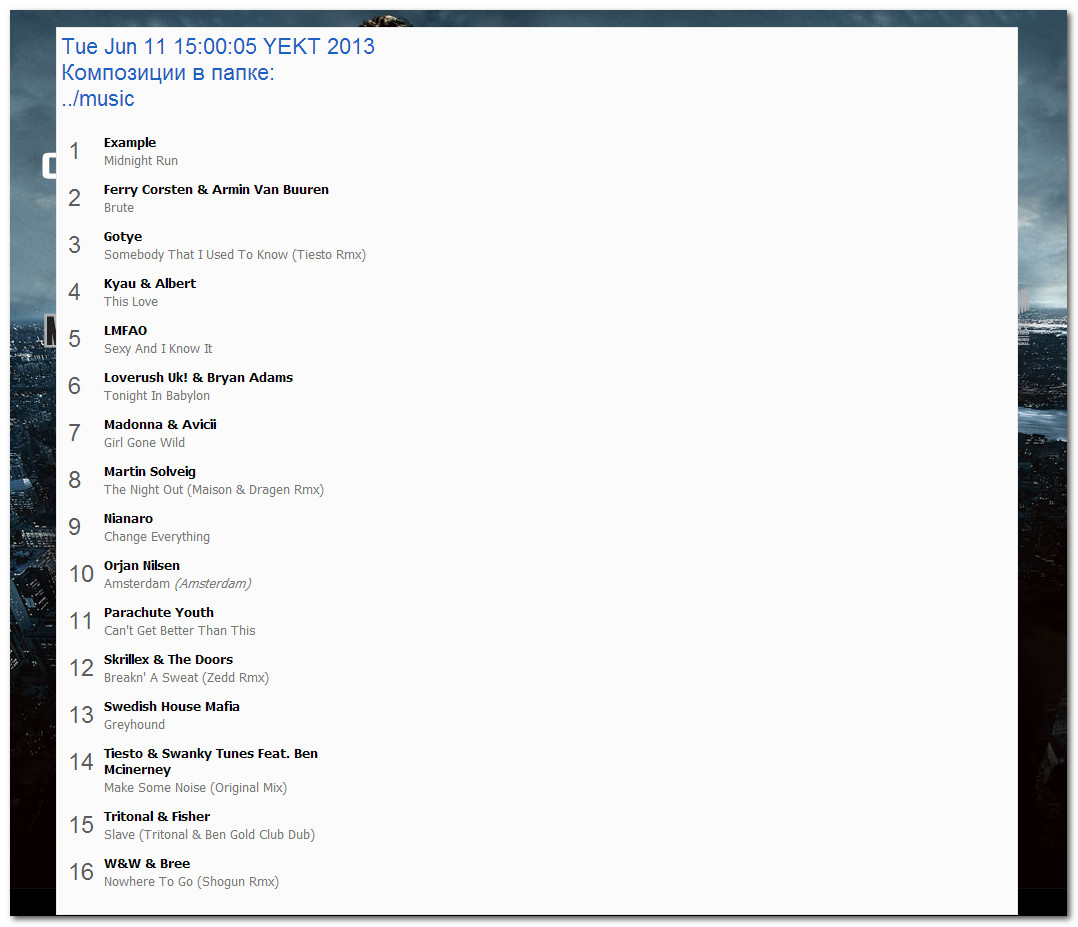 Tue Jun 11 15:00:05 YEKT 2013
Композиции в папке:
../music
1
Example
Midnight Run
2
Ferry Corsten & Armin Van Buuren
Brute
3
Gotye
Somebody That I Used To Know (Tiesto Rmx)
4
Kyau & Albert
This Love
5
LMFAO
Sexy And I Know It
6
Loverush Uk! & Bryan Adams
Tonight In Babylon
7
Madonna & Avicii
Girl Gone Wild
8
Martin Solveig
The Night Out (Maison & Dragen Rmx)
9
Nianaro
Change Everything
10
Orjan Nilsen
Amsterdam (Amsterdam)
11
Parachute Youth
Can't Get Better Than This
12
Skrillex & The Doors
Breakn' A Sweat (Zedd Rmx)
13
Swedish House Mafia
Greyhound
14
Tiesto & Swanky Tunes Feat. Ben
Mcinerney
Make Some Noise (Original Mix)
15
Tritonal & Fisher
Slave (Tritonal & Ben Gold Club Dub)
16
W&W & Bree
Nowhere To Go (Shogun Rmx)